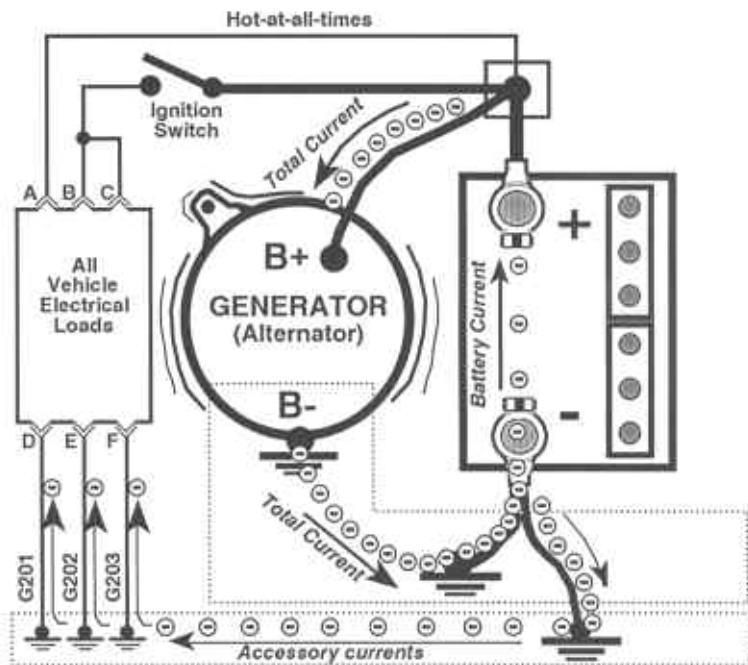 Hot-at-all-times
Ignition
Switch
Total Current
A B C
All
Vehicle
Electrical
Loads
B+
GENERATOR
(Alternator)
B-
+
Battery Current
-
D E F
G201
G202
G203
Total Current
Accessory currents